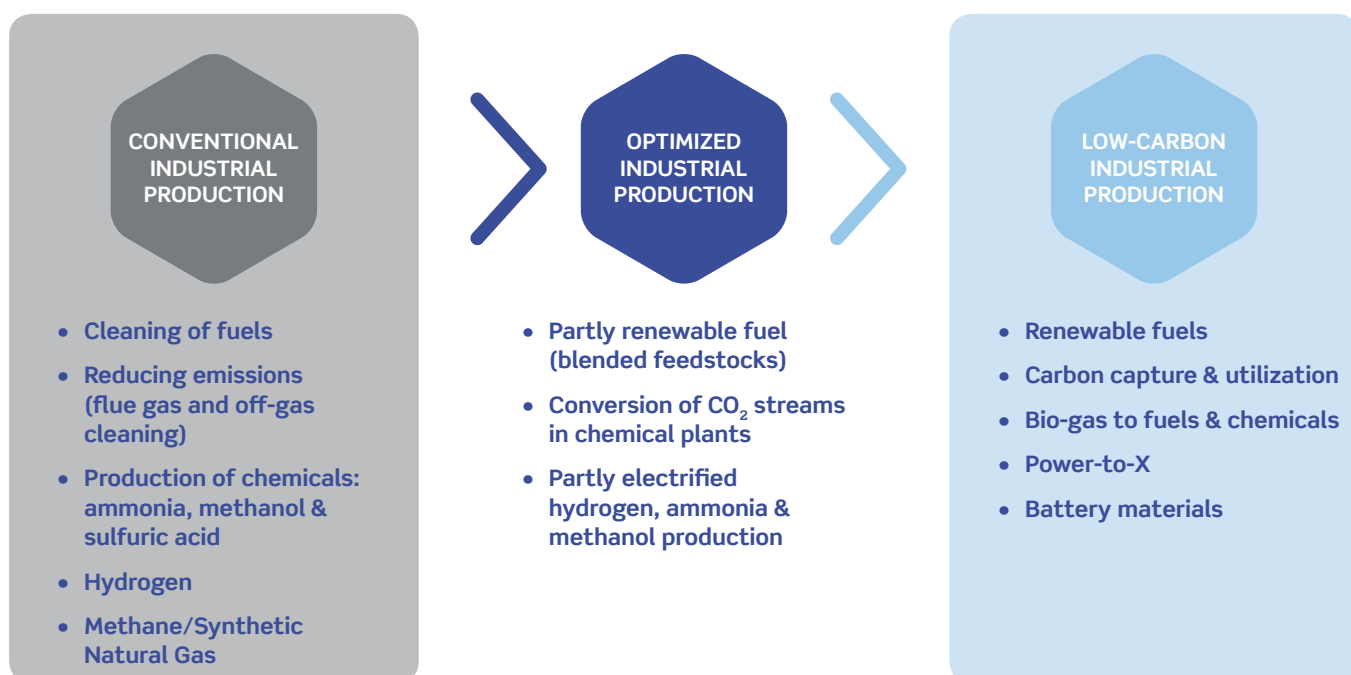 CONVENTIONAL
INDUSTRIAL
PRODUCTION
• Cleaning of fuels
• Reducing emissions
(flue gas and off-gas
cleaning)
• Production of chemicals:
ammonia, methanol &
sulfuric acid
• Hydrogen
• Methane/Synthetic
Natural Gas
OPTIMIZED
INDUSTRIAL
PRODUCTION
• Partly renewable fuel
(blended feedstocks)
• Conversion of CO₂ streams
in chemical plants
• Partly electrified
hydrogen, ammonia &
methanol production
LOW-CARBON
INDUSTRIAL
PRODUCTION
• Renewable fuels
• Carbon capture & utilization
• Bio-gas to fuels & chemicals
• Power-to-X
• Battery materials